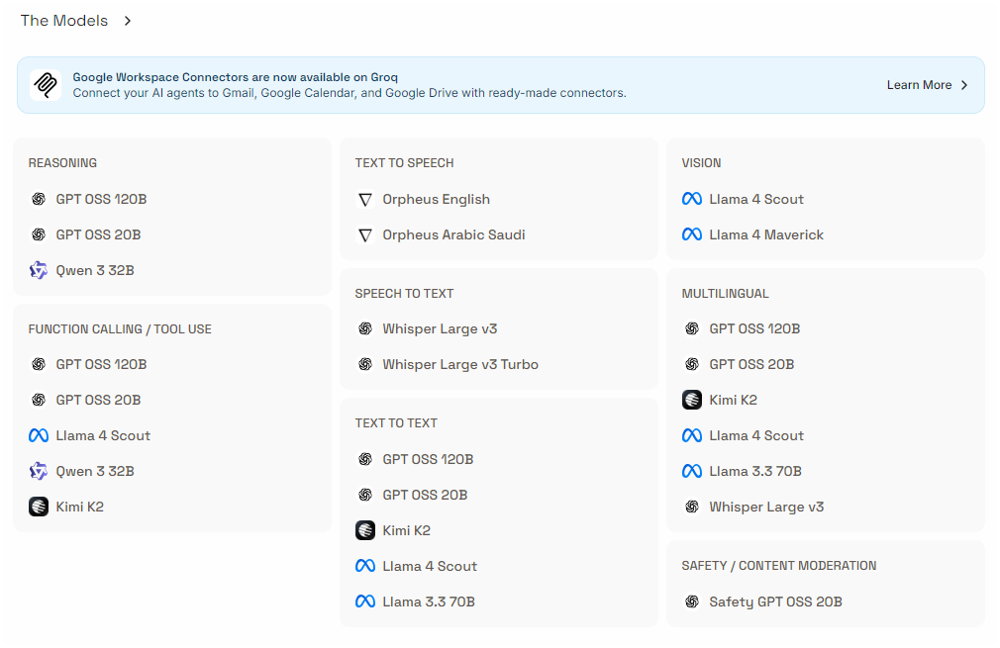 The Models
Google Workspace Connectors are now available on Groq
Connect your AI agents to Gmail, Google Calendar, and Google Drive with ready-made connectors.
Learn More
REASONING
GPT OSS 120B
GPT OSS 20B
Qwen 3 32B
FUNCTION CALLING / TOOL USE
GPT OSS 120B
GPT OSS 20B
Llama 4 Scout
Qwen 3 32B
Kimi K2
TEXT TO SPEECH
Orpheus English
Orpheus Arabic Saudi
SPEECH TO TEXT
Whisper Large v3
Whisper Large v3 Turbo
TEXT TO TEXT
GPT OSS 120B
GPT OSS 20B
Kimi K2
Llama 4 Scout
Llama 3.3 70B
VISION
Llama 4 Scout
Llama 4 Maverick
MULTILINGUAL
GPT OSS 120B
GPT OSS 20B
Kimi K2
Llama 4 Scout
Llama 3.3 70B
Whisper Large v3
SAFETY / CONTENT MODERATION
Safety GPT OSS 20B